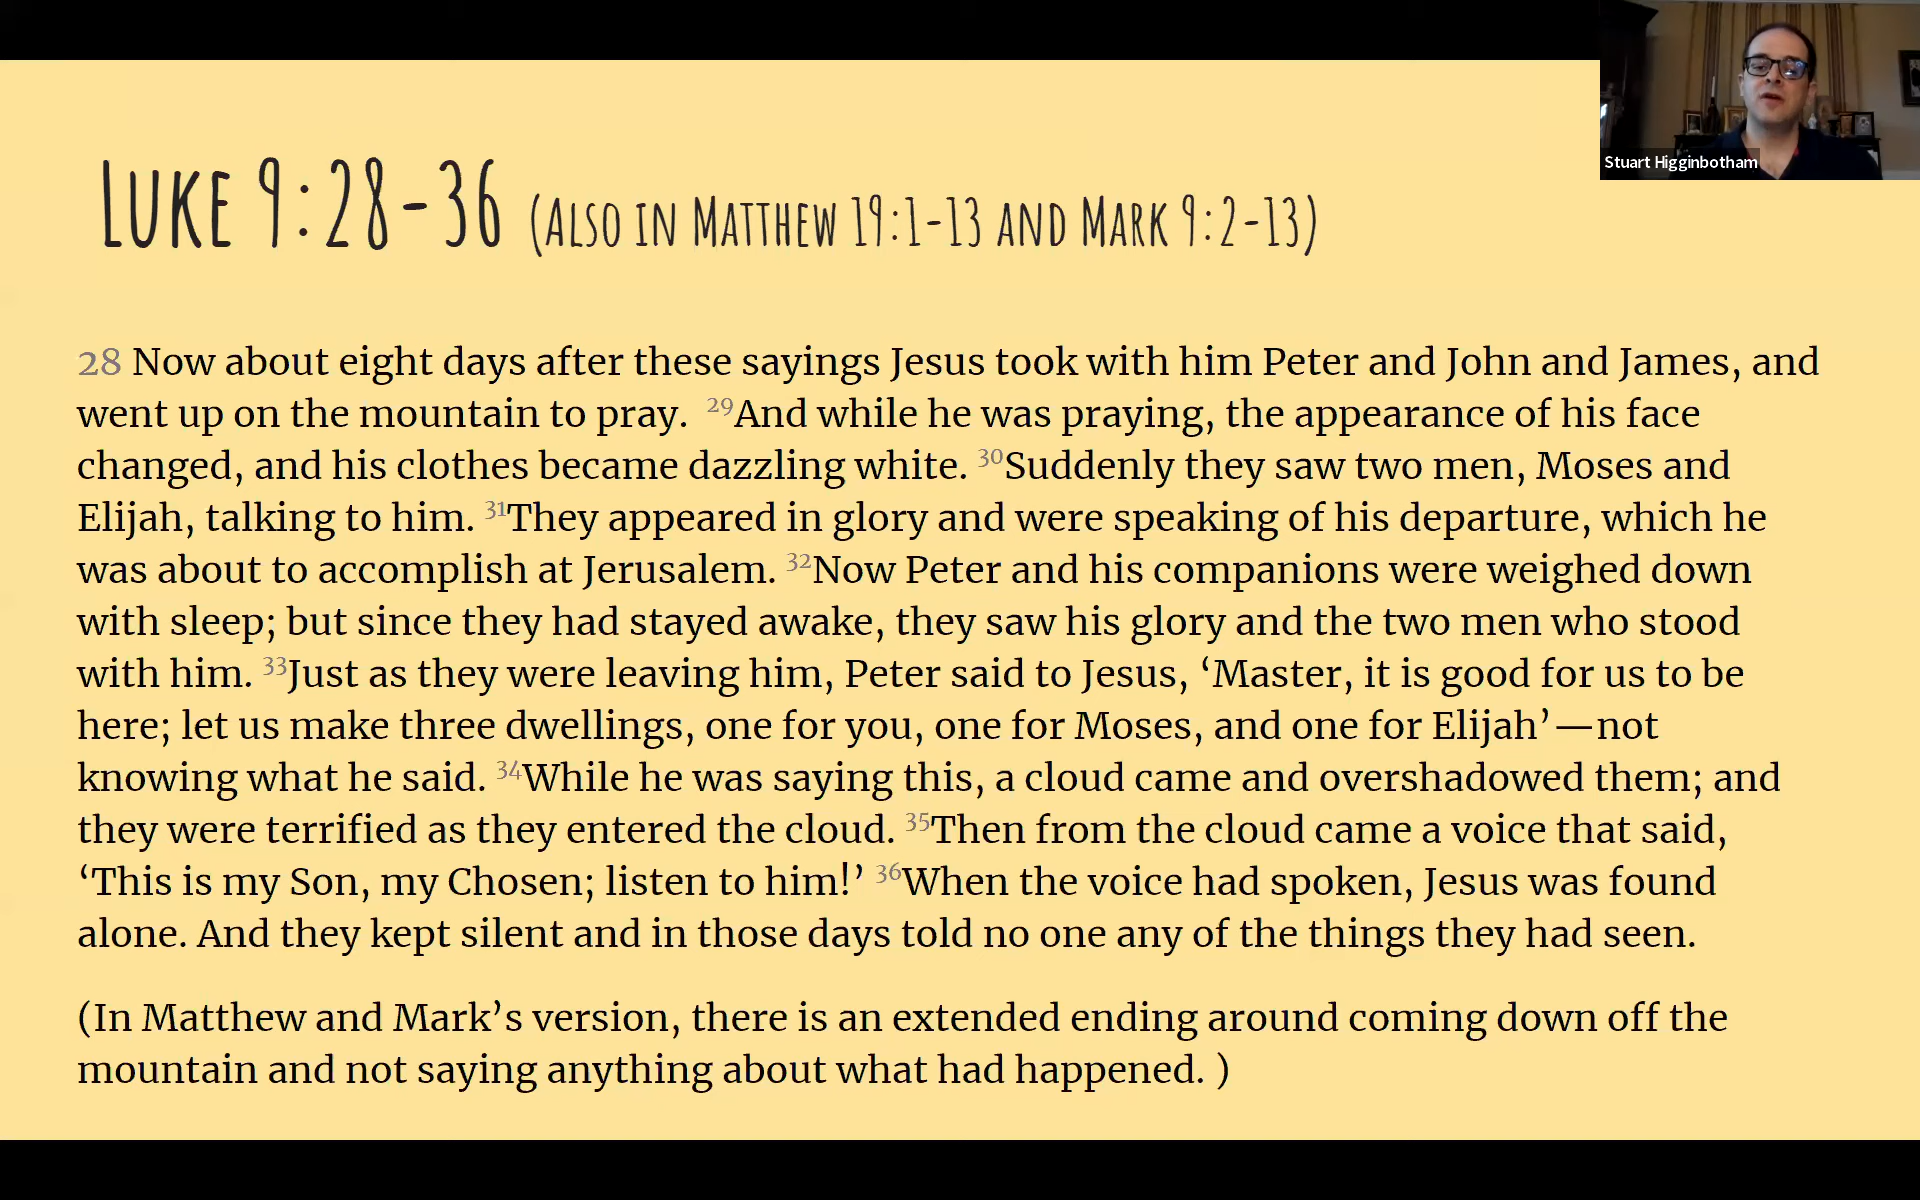 Stuart Higginbotham
LUKE 9:28-36 (ALSO IN MATTHEW 19:1-13 AND MARK 9:2-13)
28 Now about eight days after these sayings Jesus took with him Peter and John and James, and
went up on the mountain to pray. 29And while he was praying, the appearance of his face
changed, and his clothes became dazzling white. 30Suddenly they saw two men, Moses and
Elijah, talking to him. 31They appeared in glory and were speaking of his departure, which he
was about to accomplish at Jerusalem. 32Now Peter and his companions were weighed down
with sleep; but since they had stayed awake, they saw his glory and the two men who stood
with him. 33Just as they were leaving him, Peter said to Jesus, ‘Master, it is good for us to be
here; let us make three dwellings, one for you, one for Moses, and one for Elijah’—not
knowing what he said. 34While he was saying this, a cloud came and overshadowed them; and
they were terrified as they entered the cloud. 35Then from the cloud came a voice that said,
‘This is my Son, my Chosen; listen to him!’ 36When the voice had spoken, Jesus was found
alone. And they kept silent and in those days told no one any of the things they had seen.
(In Matthew and Mark’s version, there is an extended ending around coming down off the
mountain and not saying anything about what had happened. )